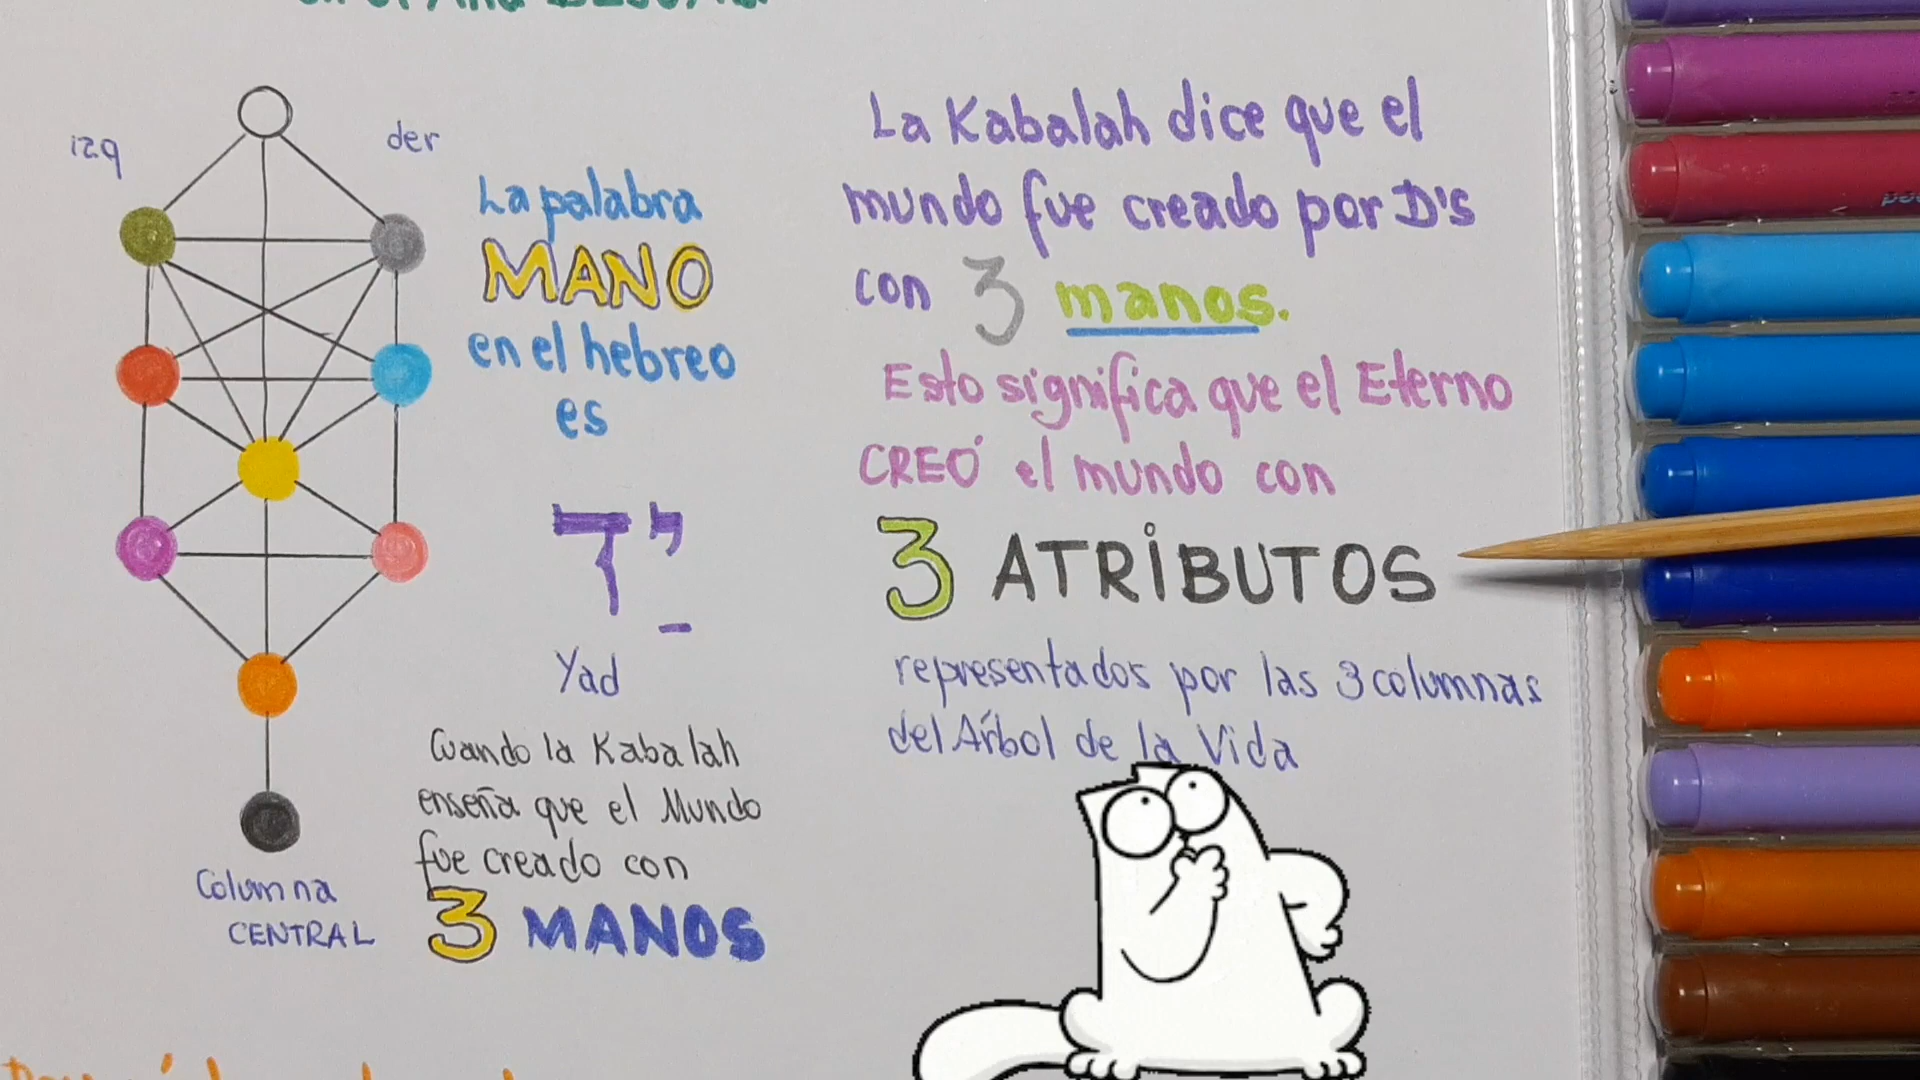 izq
der
La palabra
MANO
en el hebreo
es
יד
Yad
Cuando la Kabalah
enseña que el Mundo
fue creado con
3 MANOS
Columna
CENTRAL
La Kabalah dice que el
mundo fue creado por D's
con 3 manos.
Esto significa que el Eterno
CREÓ el mundo con
3 ATRIBUTOS
representados por las 3 columnas
del Árbol de la Vida